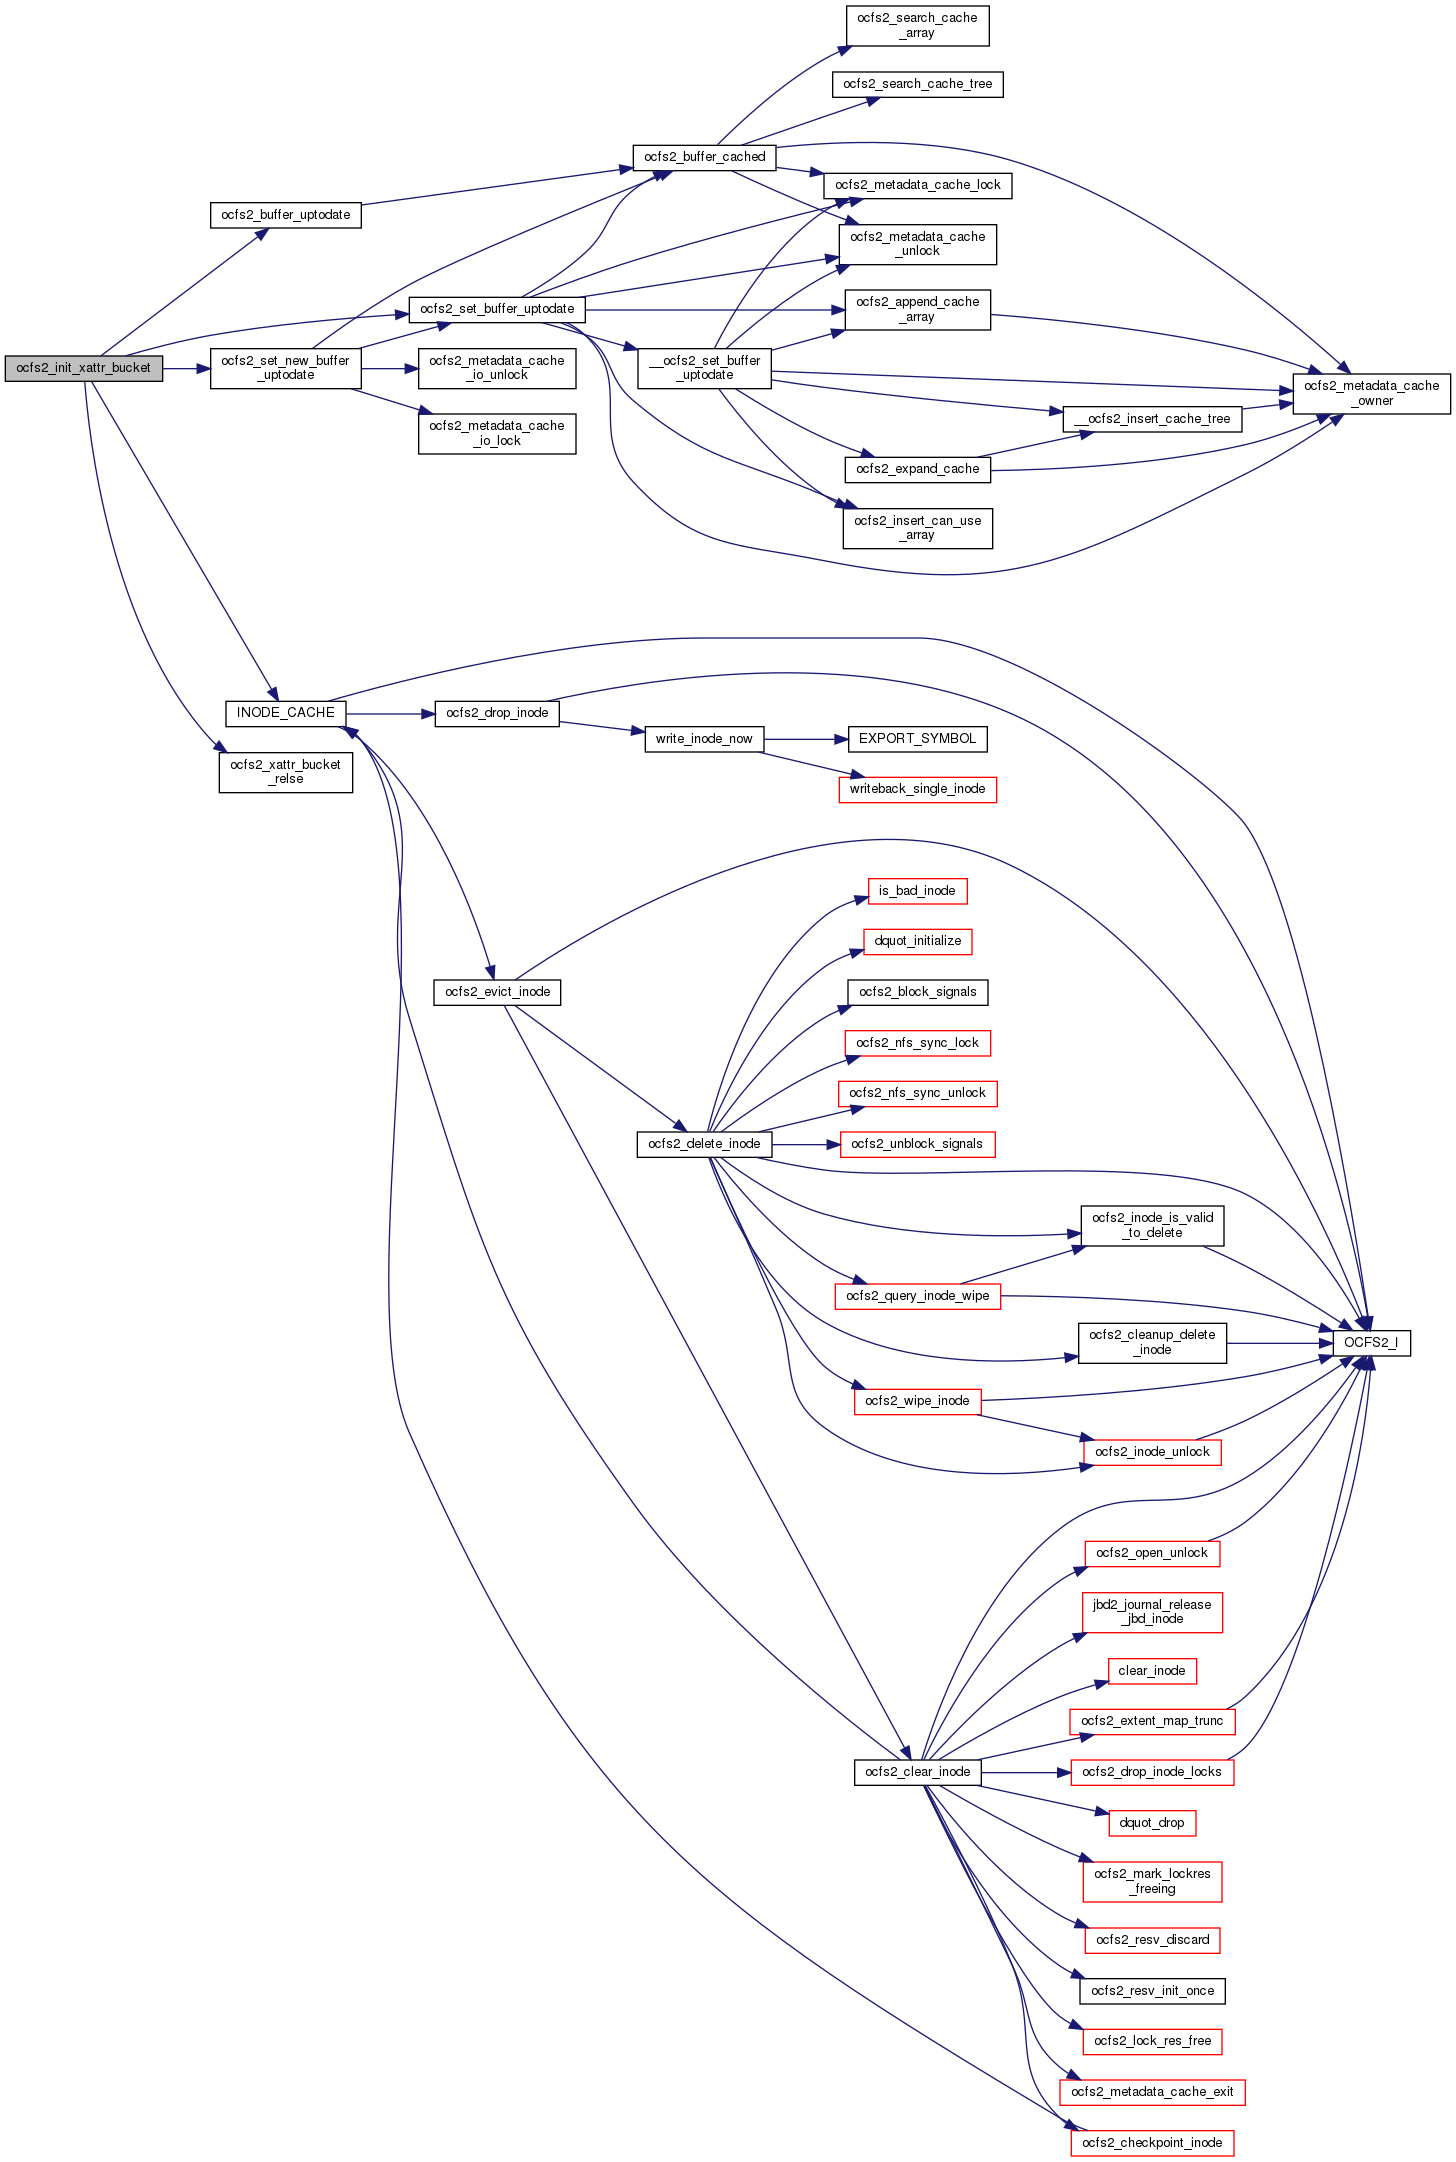 ocfs2_search_cache
_array
ocfs2_search_cache_tree
ocfs2_buffer_cached
ocfs2_metadata_cache_lock
ocfs2_buffer_uptodate
ocfs2_metadata_cache
_unlock
ocfs2_set_buffer_uptodate
ocfs2_append_cache
_array
ocfs2_init_xattr_bucket
ocfs2_set_new_buffer
_uptodate
ocfs2_metadata_cache
_io_unlock
__ocfs2_set_buffer
_uptodate
ocfs2_metadata_cache
_owner
ocfs2_metadata_cache
_io_lock
__ocfs2_insert_cache_tree
ocfs2_expand_cache
ocfs2_insert_can_use
_array
INODE_CACHE
ocfs2_drop_inode
write_inode_now
EXPORT_SYMBOL
ocfs2_xattr_bucket
_relse
writeback_single_inode
is_bad_inode
dquot_initialize
ocfs2_evict_inode
ocfs2_block_signals
ocfs2_nfs_sync_lock
ocfs2_nfs_sync_unlock
ocfs2_delete_inode
ocfs2_unblock_signals
ocfs2_inode_is_valid
_to_delete
ocfs2_query_inode_wipe
ocfs2_cleanup_delete
_inode
OCFS2_I
ocfs2_wipe_inode
ocfs2_inode_unlock
ocfs2_open_unlock
jbd2_journal_release
_jbd_inode
clear_inode
ocfs2_extent_map_trunc
ocfs2_clear_inode
ocfs2_drop_inode_locks
dquot_drop
ocfs2_mark_lockres
_freeing
ocfs2_resv_discard
ocfs2_resv_init_once
ocfs2_lock_res_free
ocfs2_metadata_cache_exit
ocfs2_checkpoint_inode